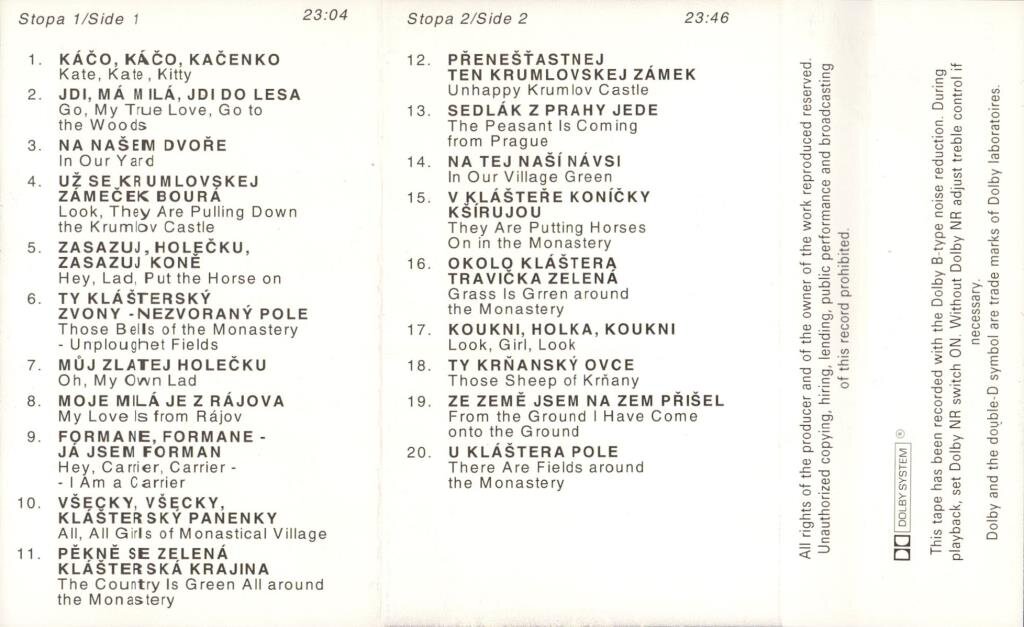 Stopa 1/Side 1 23:04
1. KÁČO, KÁČO, KAČENKO
Kate, Kate, Kitty
2. JDI, MÁ MILÁ, JDI DO LESA
Go, My True Love, Go to
the Woods
3. NA NAŠEM DVOŘE
In Our Yard
4. UŽ SE KRUMLOVSKEJ
ZÁMEČEK BOURÁ
Look, They Are Pulling Down
the Krumlov Castle
5. ZASAZUJ, HOLEČKU,
ZASAZUJ KONĚ
Hey, Lad, Put the Horse on
6. TY KLÁŠTERSKÝ
ZVONY - NEZVORANÝ POLE
Those Bells of the Monastery
- Unploughet Fields
7. MŮJ ZLATEJ HOLEČKU
Oh, My Own Lad
8. MOJE MILÁ JE Z RÁJOVA
My Love Is from Rájov
9. FORMANE, FORMANE -
JÁ JSEM FORMAN
Hey, Carrier, Carrier -
- I Am a Carrier
10. VŠECKY, VŠECKY,
KLÁŠTERSKÝ PANENKY
All, All Girls of Monastical Village
11. PĚKNĚ SE ZELENÁ
KLÁŠTERSKÁ KRAJINA
The Country Is Green All around
the Monastery
Stopa 2/Side 2 23:46
12. PŘENEŠŤASTNEJ
TEN KRUMLOVSKEJ ZÁMEK
Unhappy Krumlov Castle
13. SEDLÁK Z PRAHY JEDE
The Peasant Is Coming
from Prague
14. NA TEJ NAŠÍ NÁVSI
In Our Village Green
15. V KLÁŠTEŘE KONÍČKY
KŠÍRUJOU
They Are Putting Horses
On in the Monastery
16. OKOLO KLÁŠTERA
TRAVIČKA ZELENÁ
Grass Is Grren around
the Monastery
17. KOUKNI, HOLKA, KOUKNI
Look, Girl, Look
18. TY KRŇANSKÝ OVCE
Those Sheep of Krňany
19. ZE ZEMĚ JSEM NA ZEM PŘIŠEL
From the Ground I Have Come
onto the Ground
20. U KLÁŠTERA POLE
There Are Fields around
the Monastery
All rights of the producer and of the owner of the work reproduced reserved.
Unauthorized copying, hiring, lending, public performance and broadcasting
of this record prohibited.
DOLBY SYSTEM ®
This tape has been recorded with the Dolby B-type noise reduction. During
playback, set Dolby NR switch ON. Without Dolby NR adjust treble control if
necessary.
Dolby and the double-D symbol are trade marks of Dolby laboratoires.